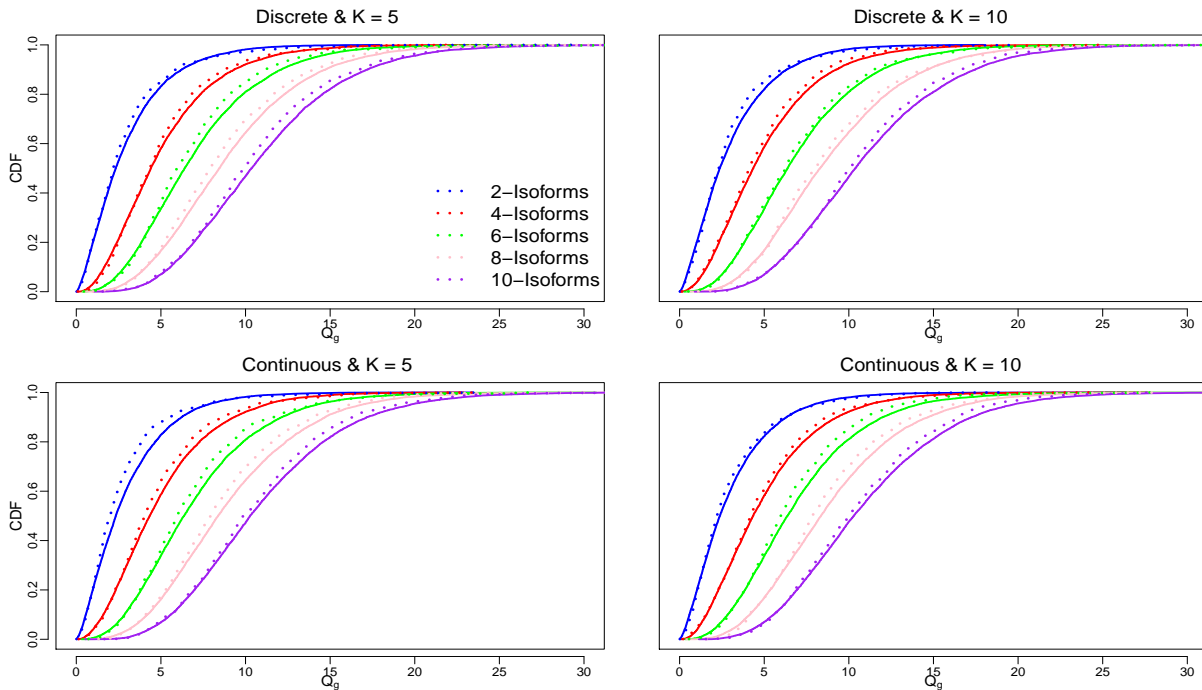 Discrete & K = 5
CDF
0.0 0.2 0.4 0.6 0.8 1.0
2−Isoforms
4−Isoforms
6−Isoforms
8−Isoforms
10−Isoforms
0 5 10 15 20 25 30
Qg
Discrete & K = 10
0 5 10 15 20 25 30
Qg
Continuous & K = 5
CDF
0.0 0.2 0.4 0.6 0.8 1.0
0 5 10 15 20 25 30
Qg
Continuous & K = 10
0 5 10 15 20 25 30
Qg